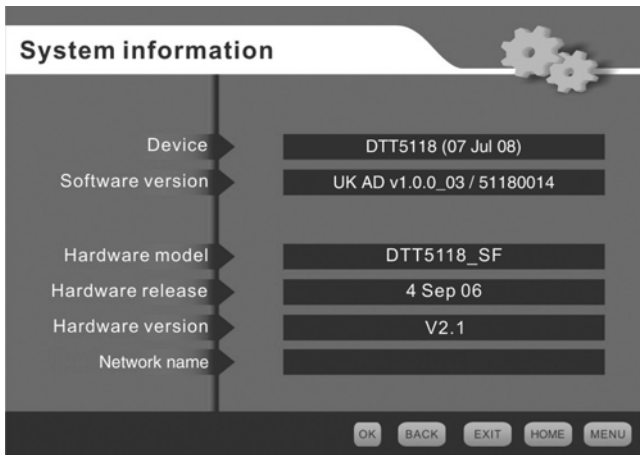 System information
Device DTT5118 (07 Jul 08)
Software version UK AD v1.0.0_03 / 51180014
Hardware model DTT5118_SF
Hardware release 4 Sep 06
Hardware version V2.1
Network name
OK BACK EXIT HOME MENU